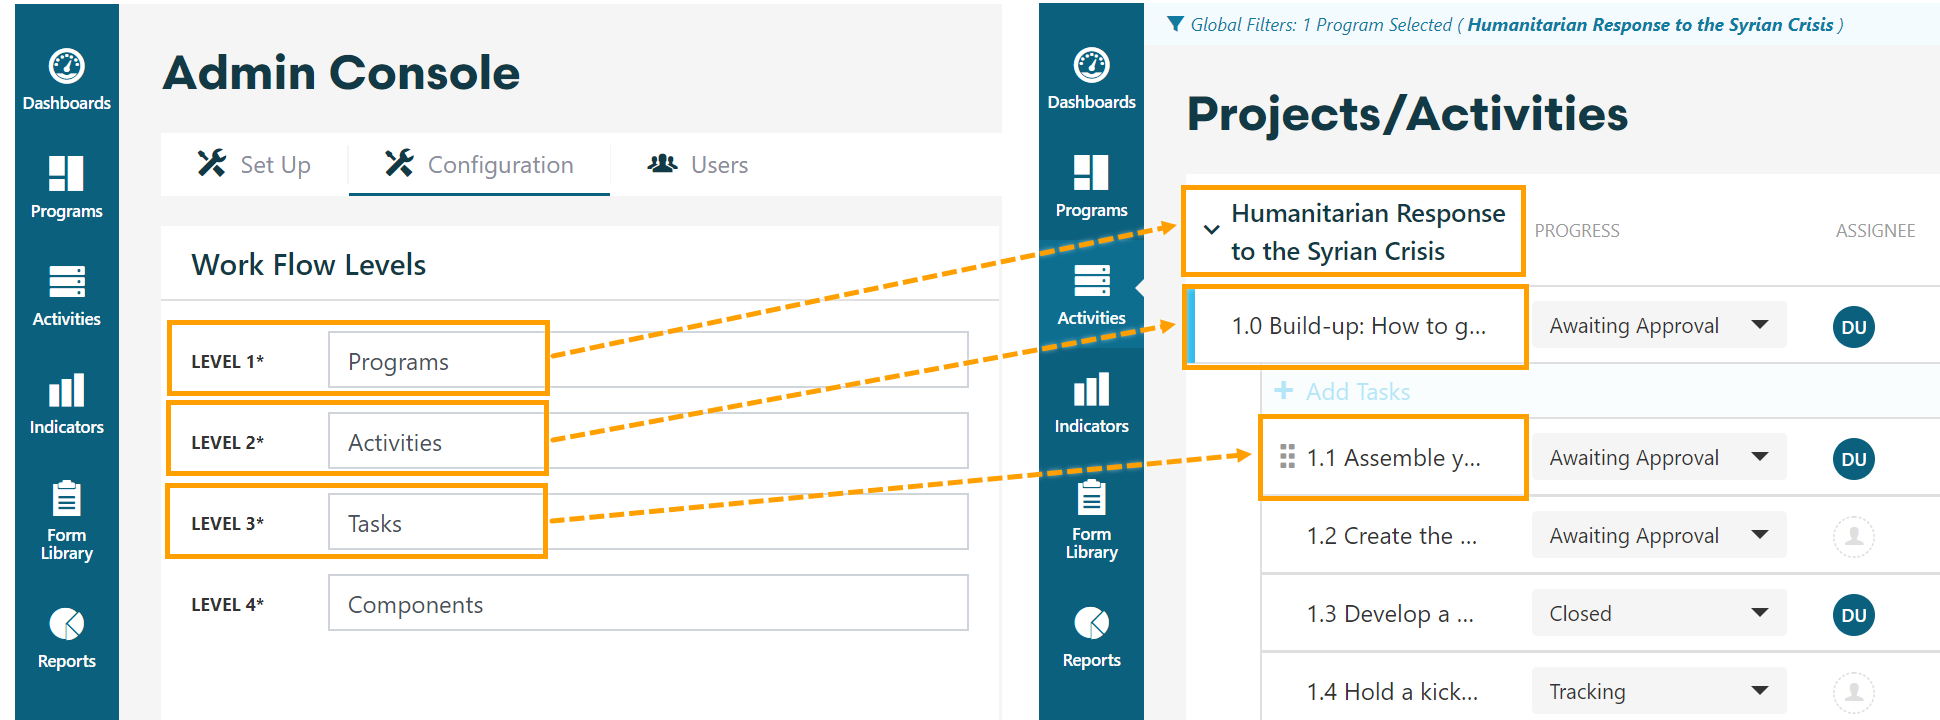 Dashboards
Programs
Activities
Indicators
Form
Library
Reports
Admin Console
Set Up
Configuration
Users
Work Flow Levels
LEVEL 1* Programs
LEVEL 2* Activities
LEVEL 3* Tasks
LEVEL 4* Components
Global Filters: 1 Program Selected ( Humanitarian Response to the Syrian Crisis )
Dashboards
Programs
Activities
Indicators
Form
Library
Reports
Projects/Activities
Humanitarian Response
to the Syrian Crisis
PROGRESS
ASSIGNEE
1.0 Build-up: How to g... Awaiting Approval DU
+ Add Tasks
1.1 Assemble y... Awaiting Approval DU
1.2 Create the ... Awaiting Approval
1.3 Develop a ... Closed DU
1.4 Hold a kick... Tracking